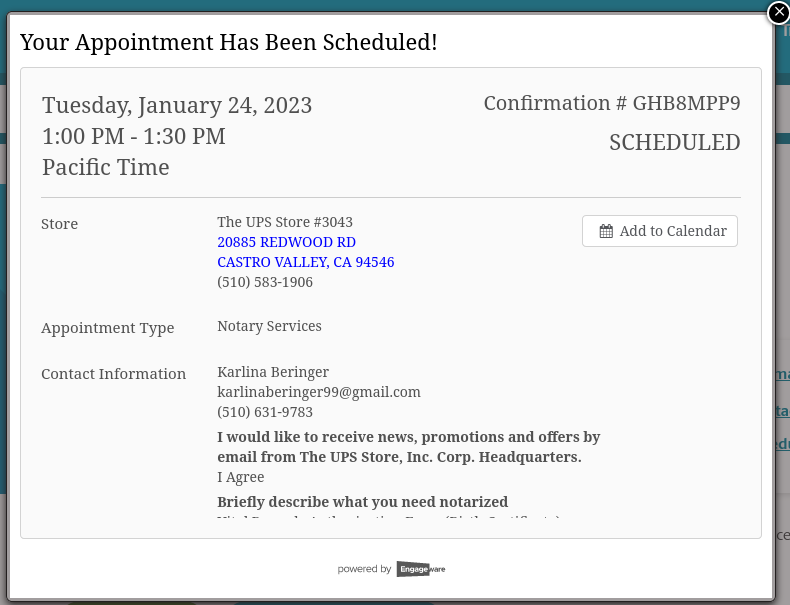 Your Appointment Has Been Scheduled!
Tuesday, January 24, 2023
1:00 PM - 1:30 PM
Pacific Time
Confirmation # GHB8MPP9
SCHEDULED
Store
The UPS Store #3043
20885 REDWOOD RD
CASTRO VALLEY, CA 94546
(510) 583-1906
Add to Calendar
Appointment Type
Notary Services
Contact Information
Karlina Beringer
karlinaberinger99@gmail.com
(510) 631-9783
I would like to receive news, promotions and offers by
email from The UPS Store, Inc. Corp. Headquarters.
I Agree
Briefly describe what you need notarized
powered by Engageware